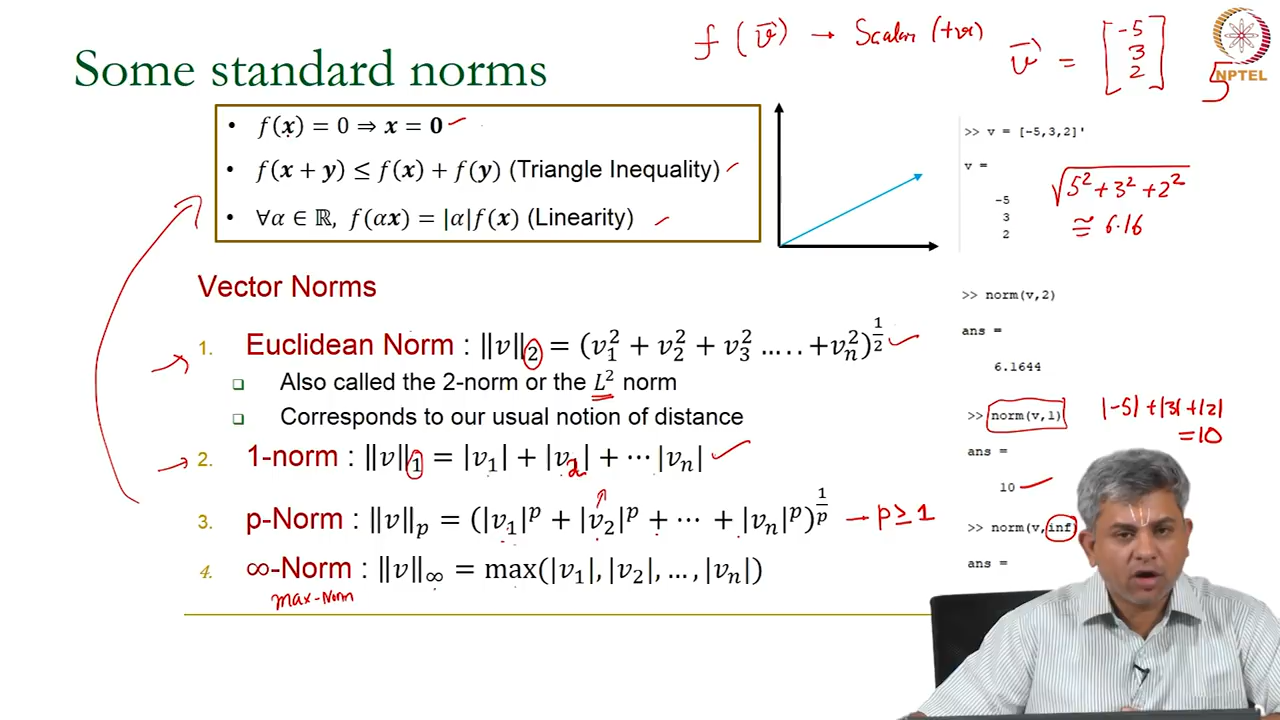 f(v⃗) → Scalar (+ve)
v⃗ = [-5 3 2]
5
NPTEL
Some standard norms
• f(x) = 0 ⇒ x = 0
• f(x + y) ≤ f(x) + f(y) (Triangle Inequality)
• ∀α ∈ ℝ, f(αx) = |α|f(x) (Linearity)
>> v = [-5,3,2]'
v =
-5
3
2
√5² + 3² + 2²
≅ 6.16
Vector Norms
1. Euclidean Norm : ‖v‖₂ = (v₁² + v₂² + v₃² ….. +vₙ²)^½
❑ Also called the 2-norm or the L² norm
❑ Corresponds to our usual notion of distance
2. 1-norm : ‖v‖₁ = |v₁| + |v₂| + ⋯ |vₙ|
3. p-Norm : ‖v‖ₚ = (|v₁|ᵖ + |v₂|ᵖ + ⋯ + |vₙ|ᵖ)^(1/p) → p ≥ 1
4. ∞-Norm : ‖v‖∞ = max(|v₁|, |v₂|, …, |vₙ|)
max-Norm
>> norm(v,2)
ans =
6.1644
>> norm(v,1)
|-5| + |3| + |2|
= 10
ans =
10
>> norm(v,inf)
ans =